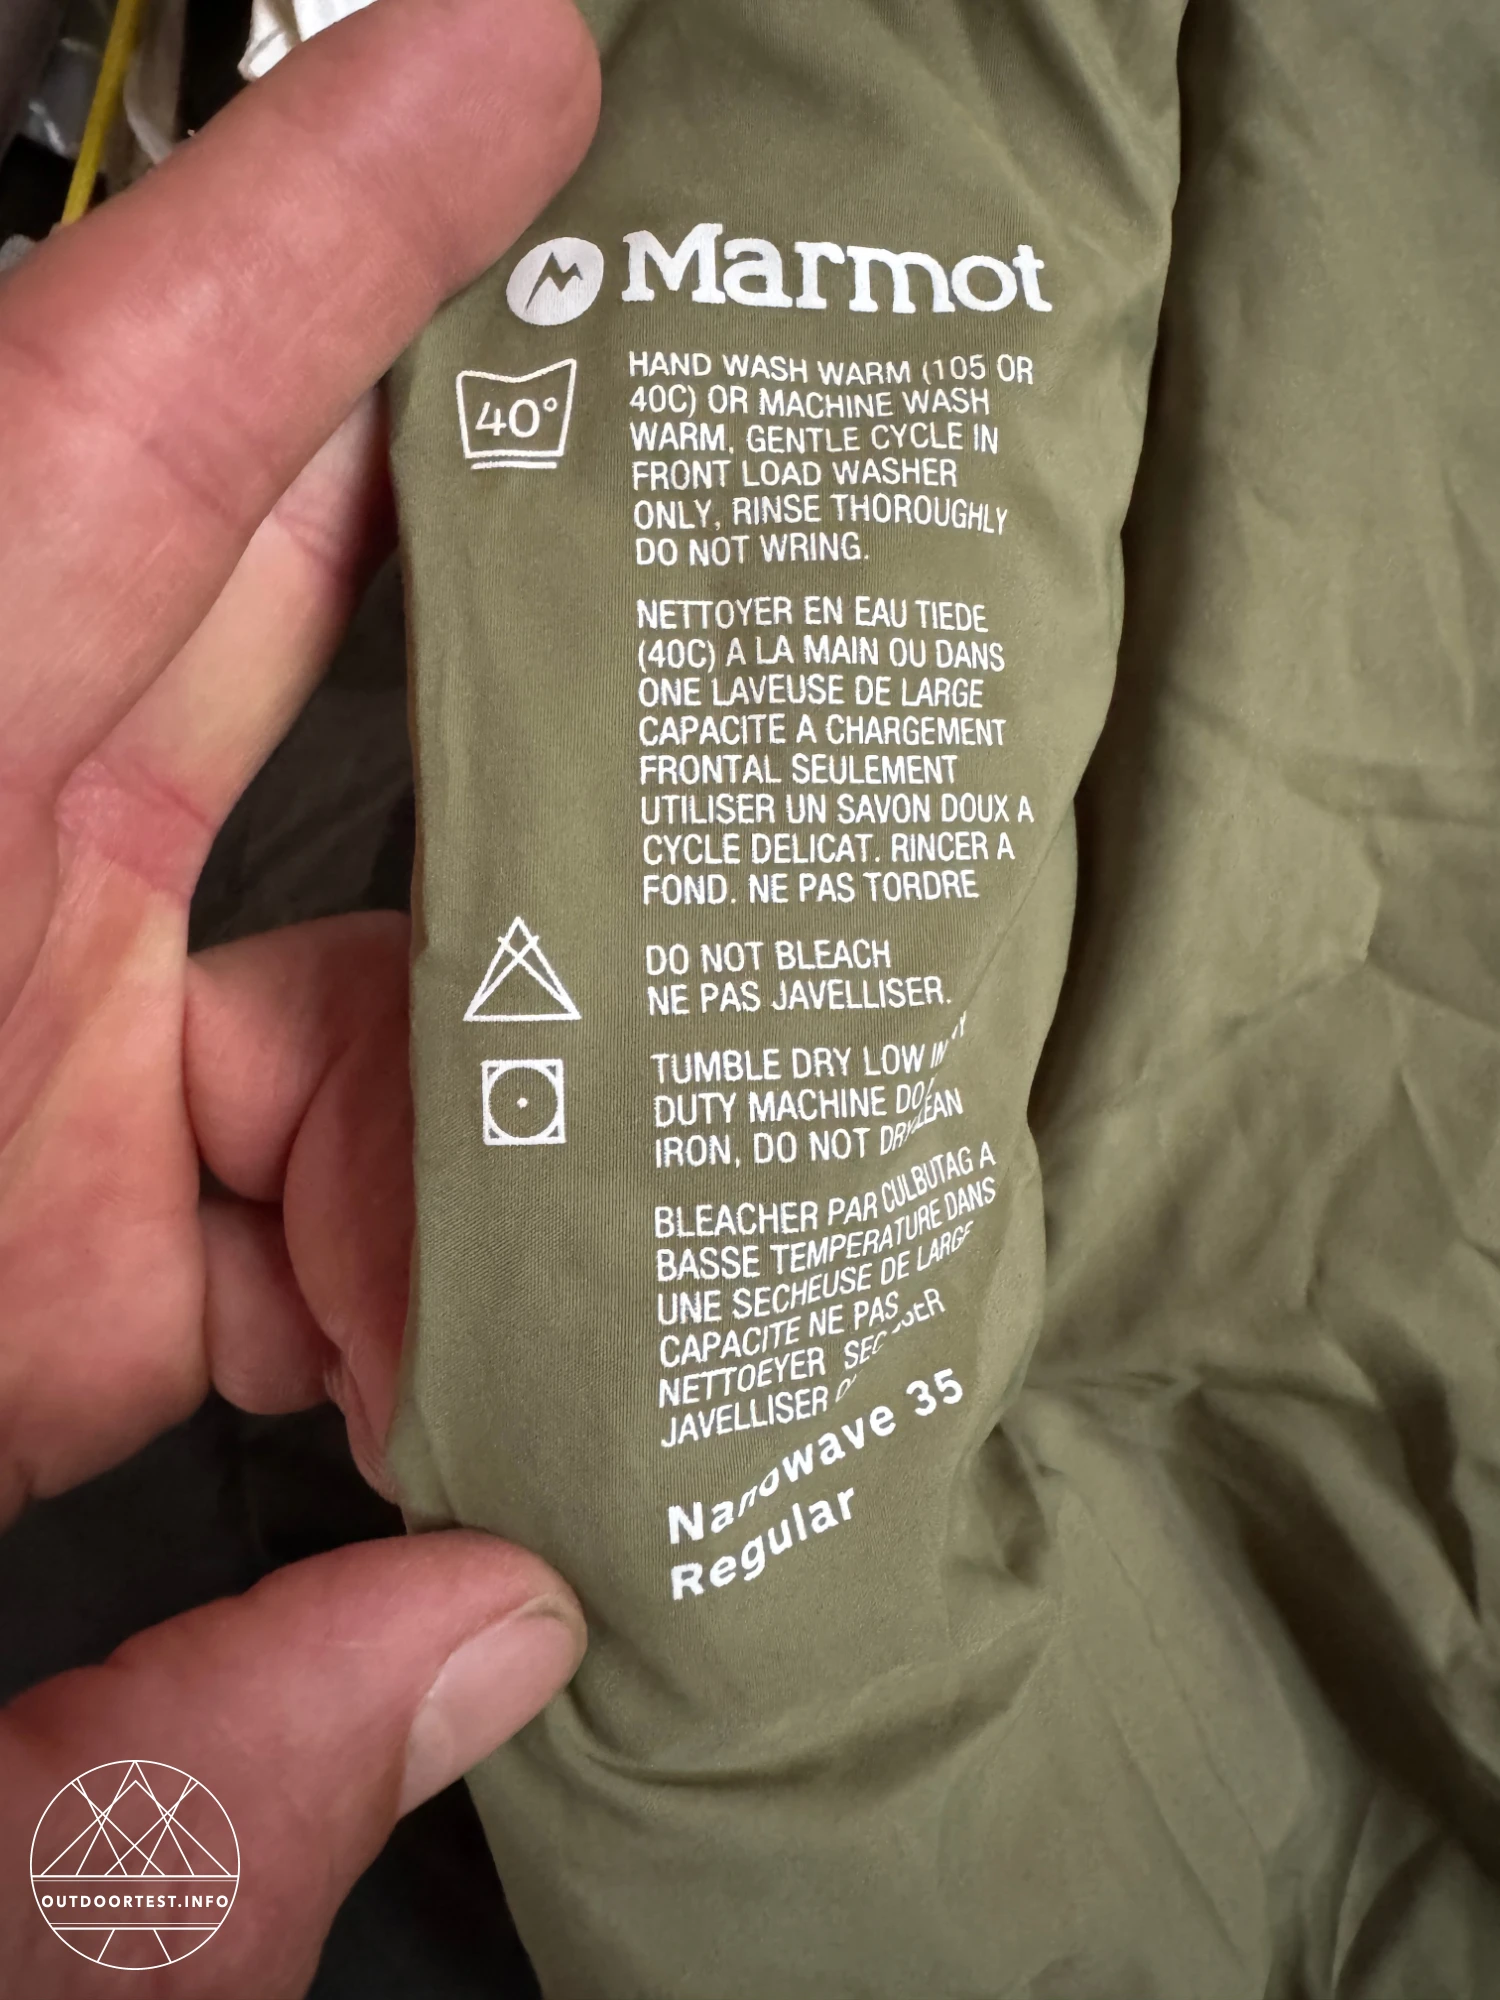 Marmot
40°
HAND WASH WARM (105 OR
40C) OR MACHINE WASH
WARM, GENTLE CYCLE IN
FRONT LOAD WASHER
ONLY, RINSE THOROUGHLY
DO NOT WRING.
NETTOYER EN EAU TIEDE
(40C) A LA MAIN OU DANS
ONE LAVEUSE DE LARGE
CAPACITE A CHARGEMENT
FRONTAL SEULEMENT
UTILISER UN SAVON DOUX A
CYCLE DELICAT. RINCER A
FOND. NE PAS TORDRE
DO NOT BLEACH
NE PAS JAVELLISER.
TUMBLE DRY LOW IN
DUTY MACHINE DO
IRON, DO NOT DRYCLEAN
BLEACHER PAR CULBUTAG A
BASSE TEMPERATURE DANS
UNE SECHEUSE DE LARGE
CAPACITE NE PAS
NETTOEYER
JAVELLISER
Nanowave 35
Regular
OUTDOORTEST.INFO